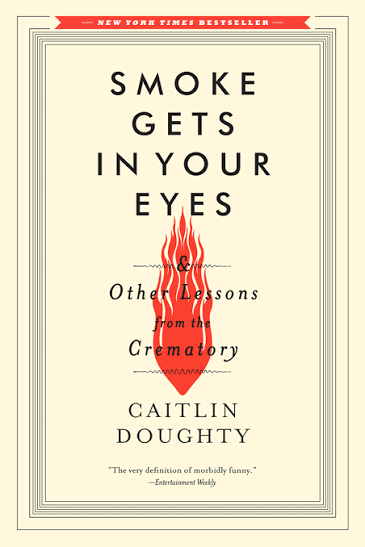 NEW YORK TIMES BESTSELLER
SMOKE
GETS
IN YOUR
EYES
&
Other Lessons
from the
Crematory
CAITLIN
DOUGHTY
"The very definition of morbidly funny."
—Entertainment Weekly